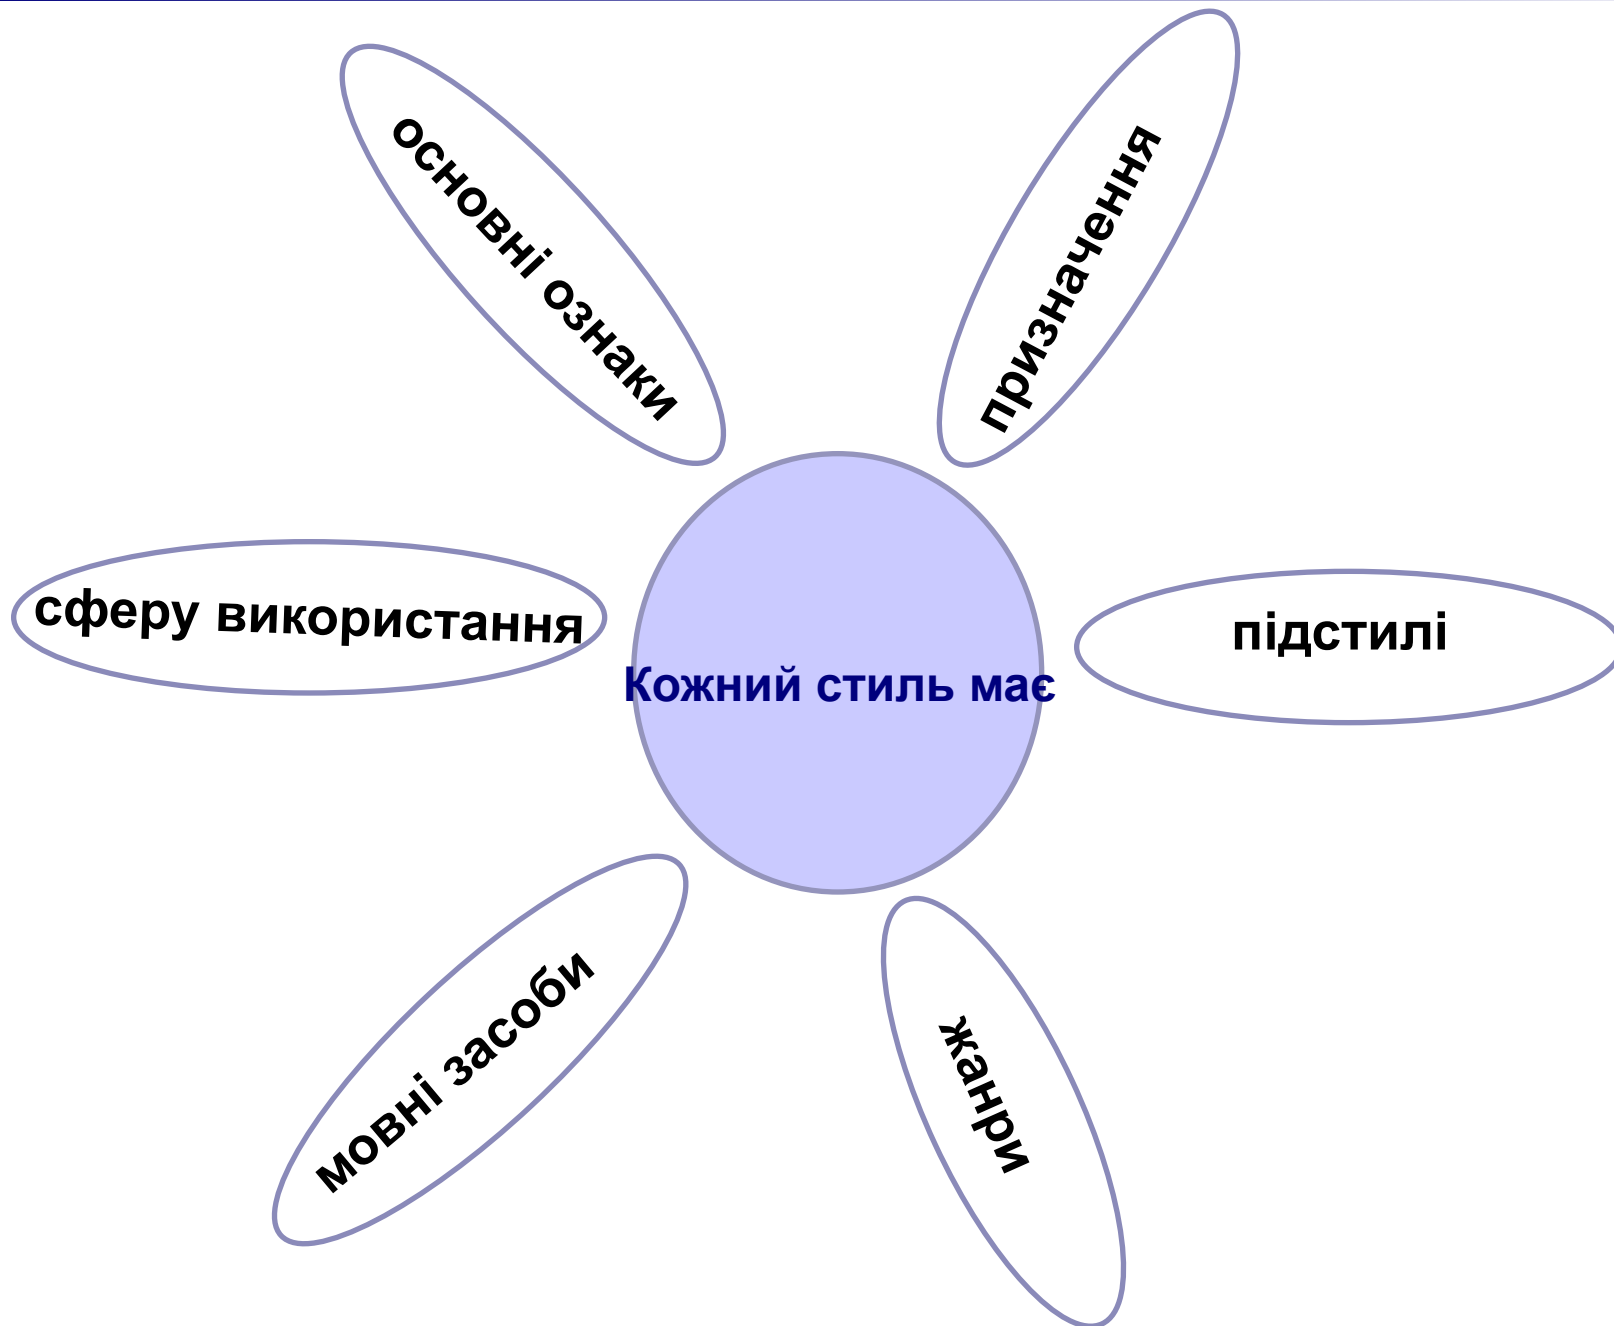 основні ознаки
призначення
сферу використання
Кожний стиль має
підстилі
мовні засоби
жанри